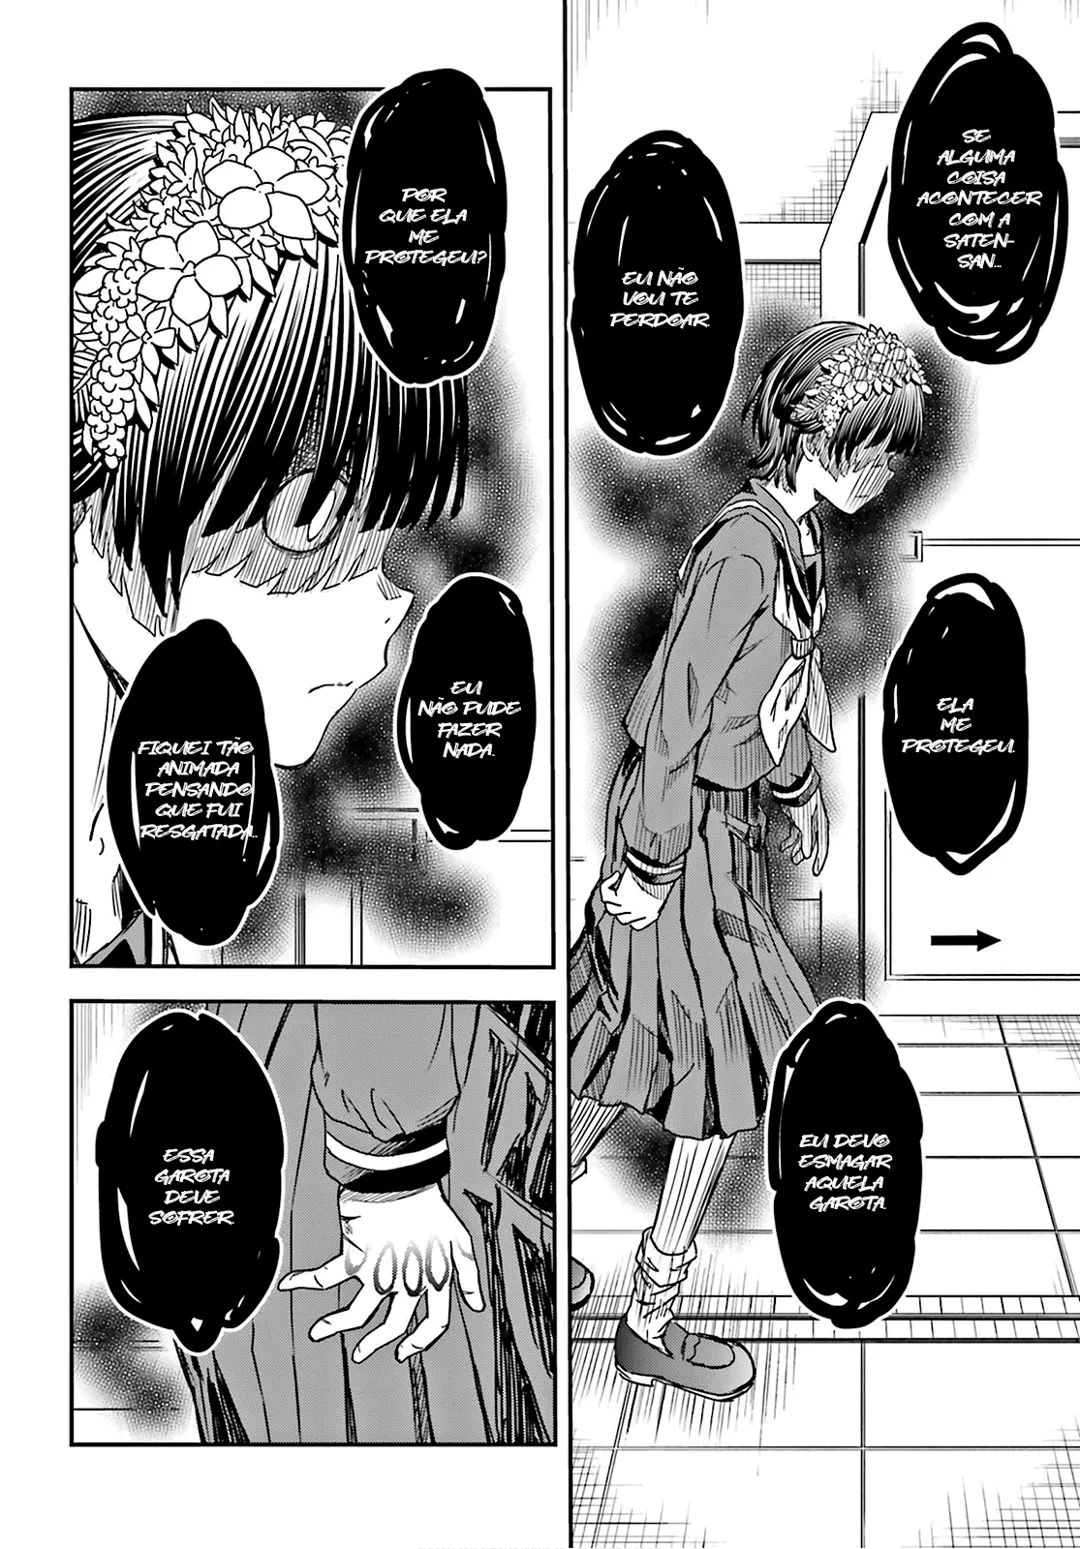 SE
ALGUMA
COISA
ACONTECER
COM A
SATEN-
SAN...
EU NÃO
VOU TE
PERDOAR.
ELA
ME
PROTEGEU.
EU DEVO
ESMAGAR
AQUELA
GAROTA.
POR
QUE ELA
ME
PROTEGEU?
EU
NÃO PUDE
FAZER
NADA.
FIQUEI TÃO
ANIMADA
PENSANDO
QUE FUI
RESGATADA..
ESSA
GAROTA
DEVE
SOFRER.